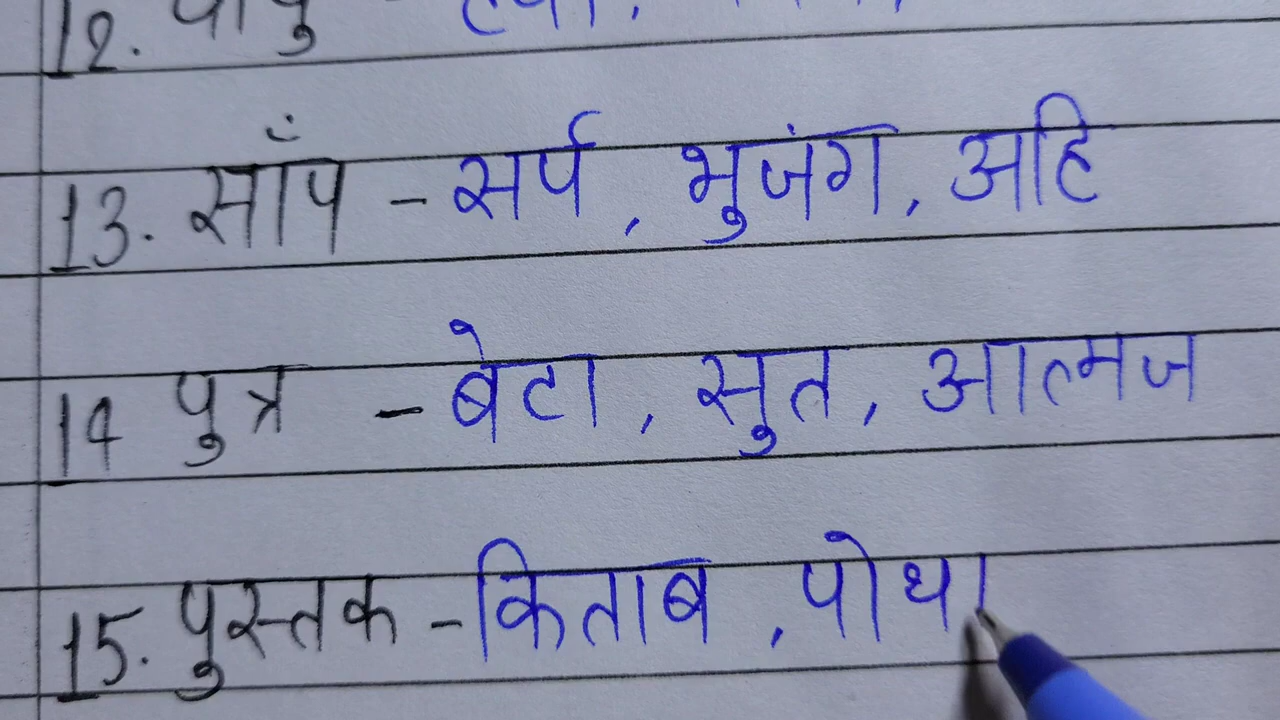 12. वायु -
13. साँप - सर्प, भुजंग, अहि
14 पुत्र - बेटा, सुत, आत्मज
15. पुस्तक - किताब, पोथा